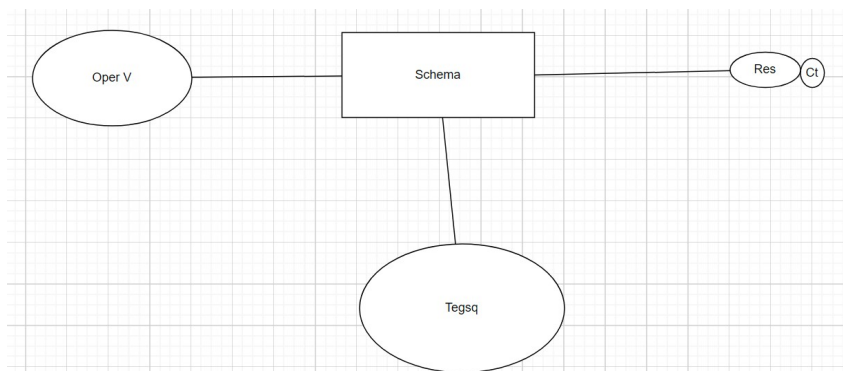 Oper V
Schema
Res
Ct
Tegsq